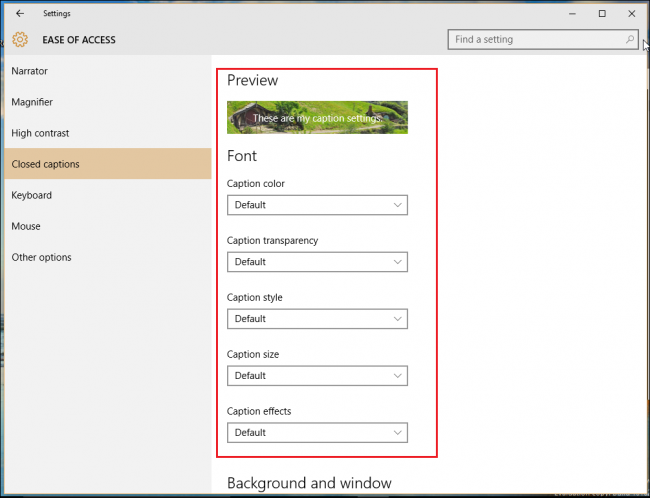 Settings
EASE OF ACCESS
Find a setting
Narrator
Magnifier
High contrast
Closed captions
Keyboard
Mouse
Other options
Preview
These are my caption settings.
Font
Caption color
Default
Caption transparency
Default
Caption style
Default
Caption size
Default
Caption effects
Default
Background and window